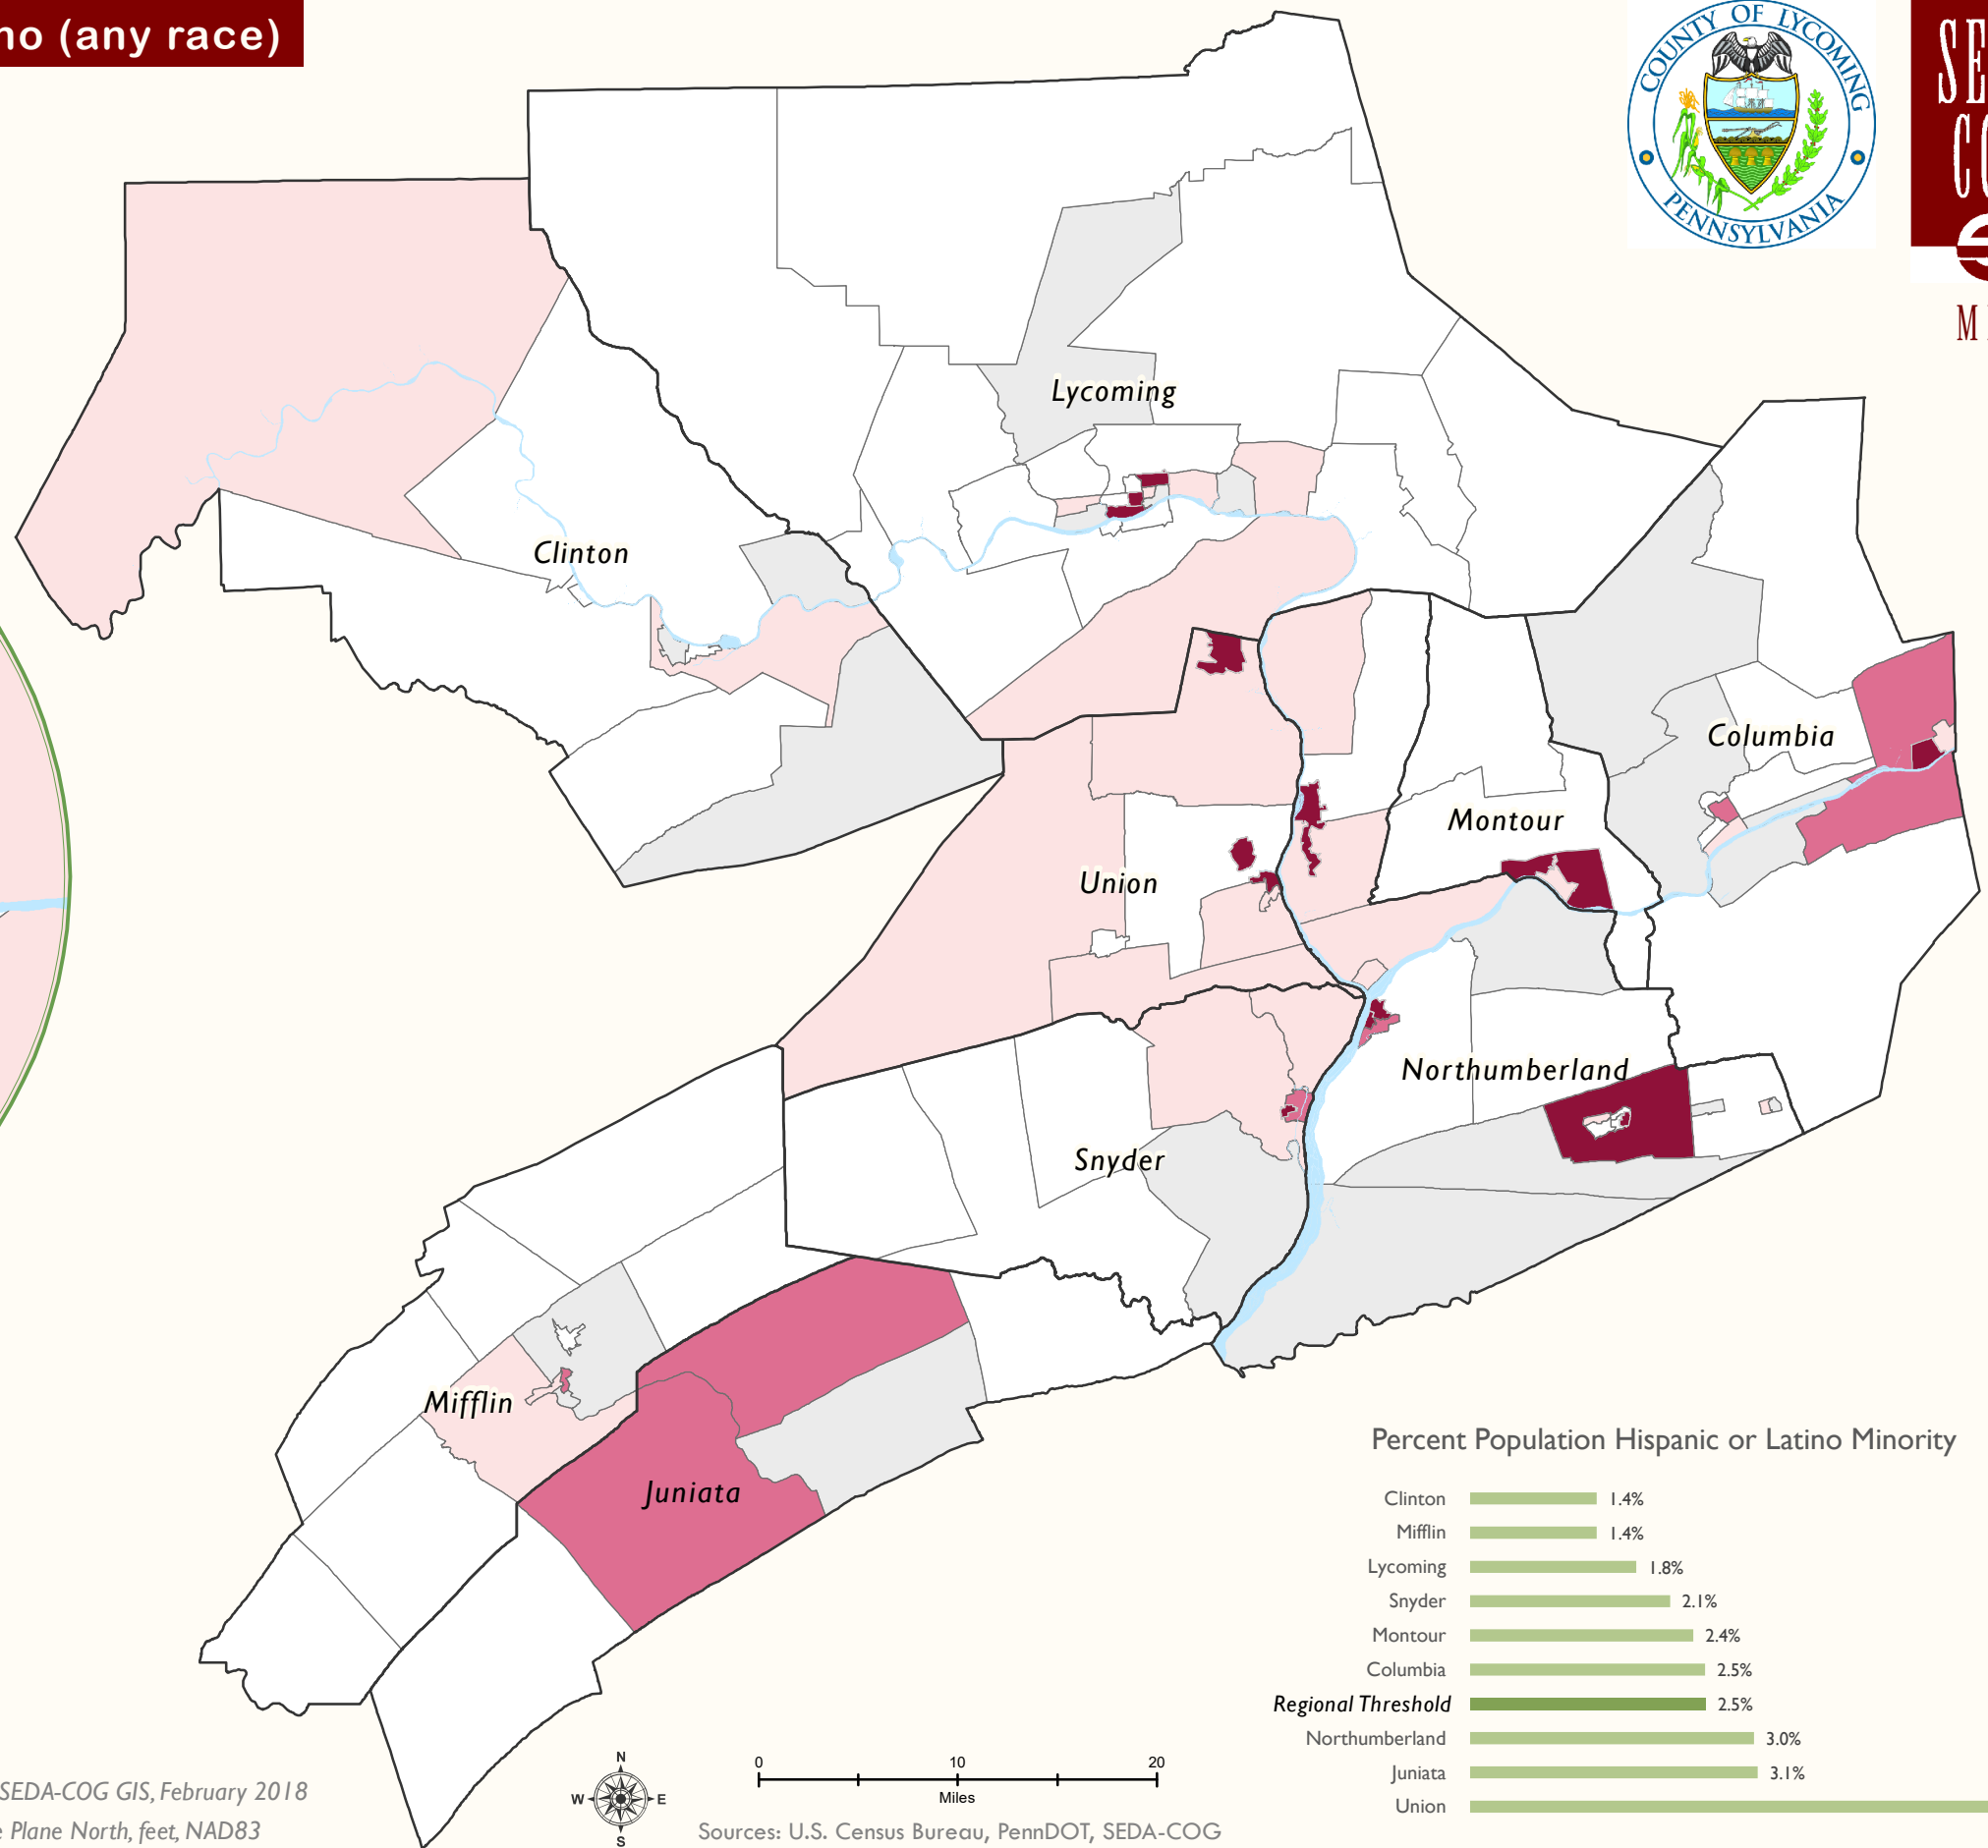 no (any race)
COUNTY OF LYCOMING
PENNSYLVANIA
Lycoming
Clinton
Columbia
Montour
Union
Northumberland
Snyder
Mifflin
Juniata
Percent Population Hispanic or Latino Minority
Clinton 1.4%
Mifflin 1.4%
Lycoming 1.8%
Snyder 2.1%
Montour 2.4%
Columbia 2.5%
Regional Threshold 2.5%
Northumberland 3.0%
Juniata 3.1%
Union
N
W E
S
0 10 20
Miles
SEDA-COG GIS, February 2018
Plane North, feet, NAD83
Sources: U.S. Census Bureau, PennDOT, SEDA-COG